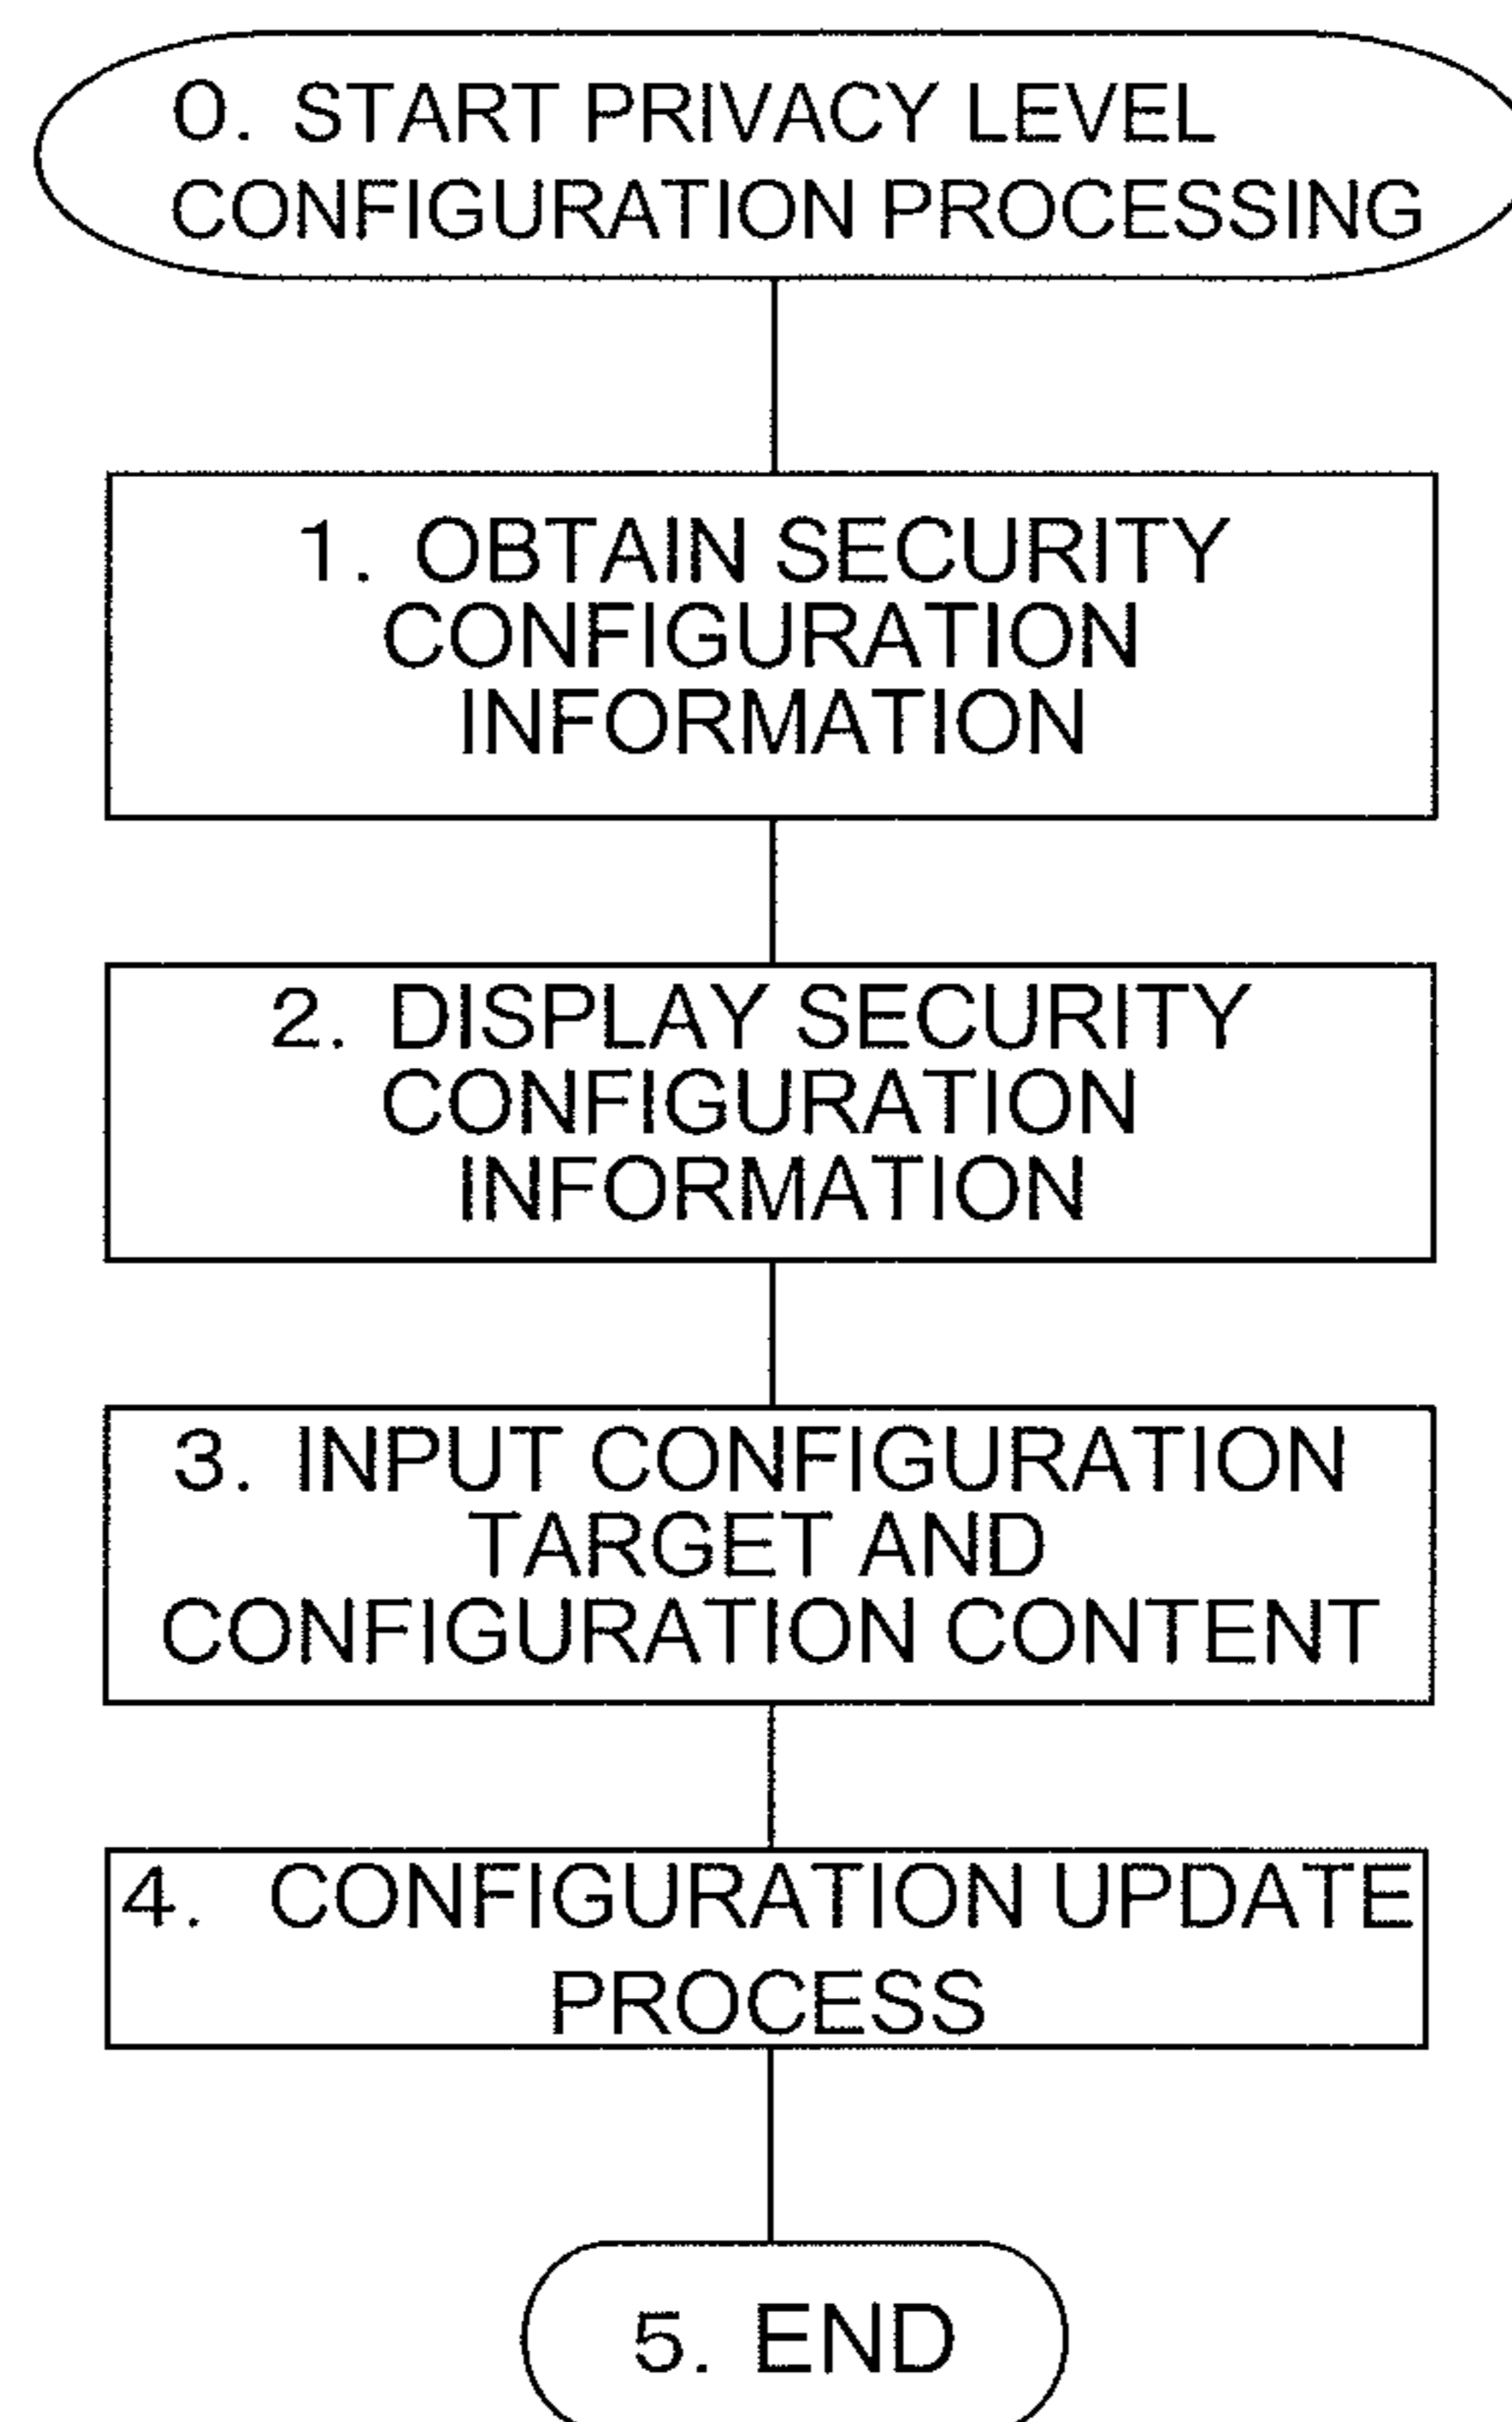 0. START PRIVACY LEVEL
CONFIGURATION PROCESSING
1. OBTAIN SECURITY
CONFIGURATION
INFORMATION
2. DISPLAY SECURITY
CONFIGURATION
INFORMATION
3. INPUT CONFIGURATION
TARGET AND
CONFIGURATION CONTENT
4. CONFIGURATION UPDATE
PROCESS
5. END